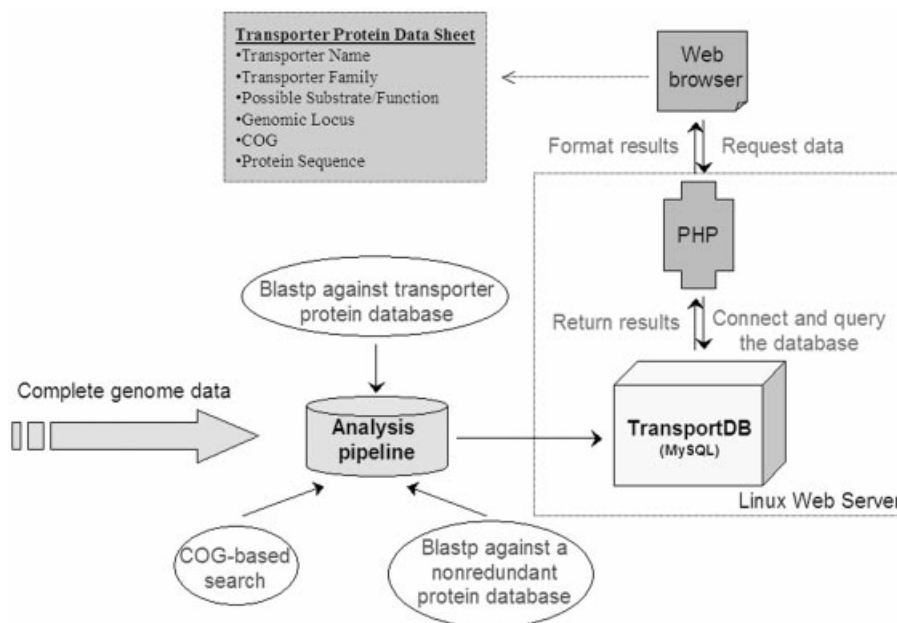 Transporter Protein Data Sheet
•Transporter Name
•Transporter Family
•Possible Substrate/Function
•Genomic Locus
•COG
•Protein Sequence
Web
browser
Format results
Request data
PHP
Return results
Connect and query
the database
Blastp against transporter
protein database
Complete genome data
Analysis
pipeline
TransportDB
(MySQL)
Linux Web Server
COG-based
search
Blastp against a
nonredundant
protein database